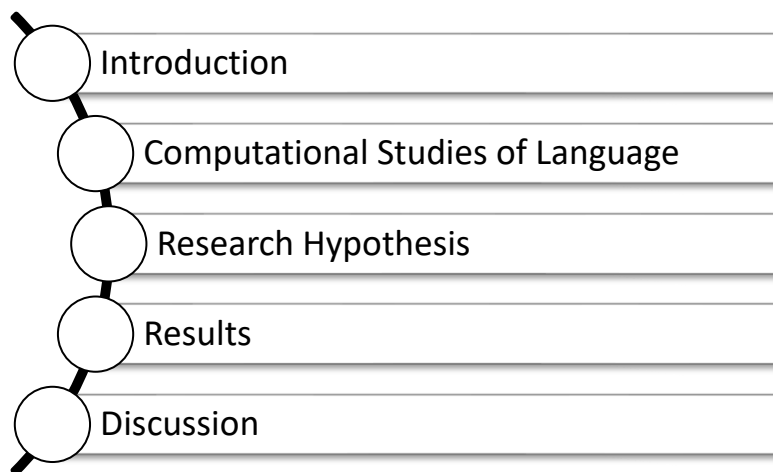 Introduction
Computational Studies of Language
Research Hypothesis
Results
Discussion